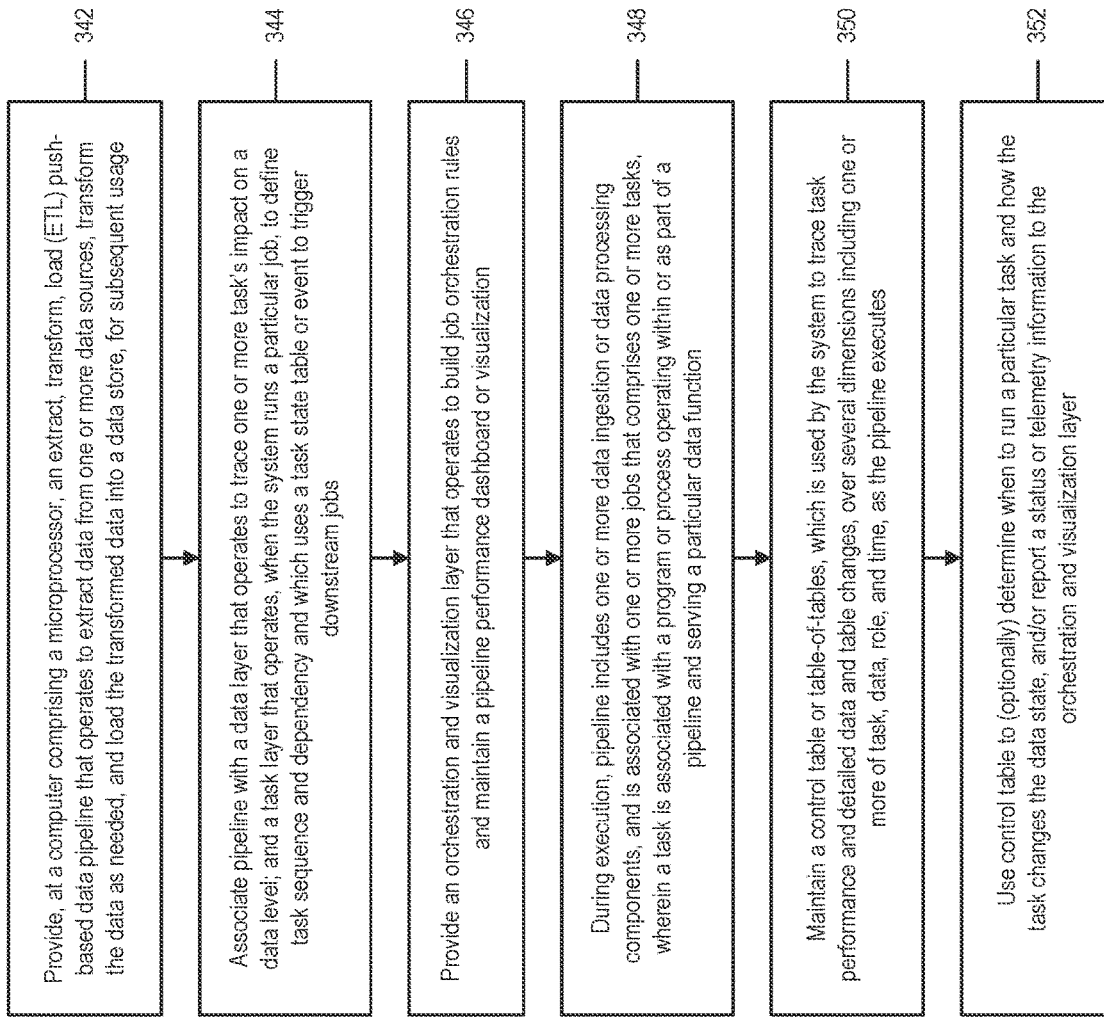 Provide, at a computer comprising a microprocessor, an extract, transform, load (ETL) push-
based data pipeline that operates to extract data from one or more data sources, transform
the data as needed, and load the transformed data into a data store, for subsequent usage
342
Associate pipeline with a data layer that operates to trace one or more task's impact on a
data level; and a task layer that operates, when the system runs a particular job, to define
task sequence and dependency and which uses a task state table or event to trigger
downstream jobs
344
Provide an orchestration and visualization layer that operates to build job orchestration rules
and maintain a pipeline performance dashboard or visualization
346
During execution, pipeline includes one or more data ingestion or data processing
components, and is associated with one or more jobs that comprises one or more tasks,
wherein a task is associated with a program or process operating within or as part of a
pipeline and serving a particular data function
348
Maintain a control table or table-of-tables, which is used by the system to trace task
performance and detailed data and table changes, over several dimensions including one or
more of task, data, role, and time, as the pipeline executes
350
Use control table to (optionally) determine when to run a particular task and how the
task changes the data state, and/or report a status or telemetry information to the
orchestration and visualization layer
352